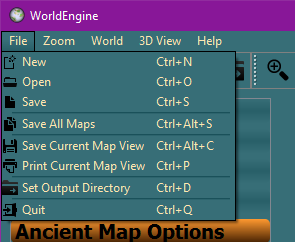 WorldEngine
File Zoom World 3D View Help
New Ctrl+N
Open Ctrl+O
Save Ctrl+S
Save All Maps Ctrl+Alt+S
Save Current Map View Ctrl+Alt+C
Print Current Map View Ctrl+P
Set Output Directory Ctrl+D
Quit Ctrl+Q
Ancient Map Options